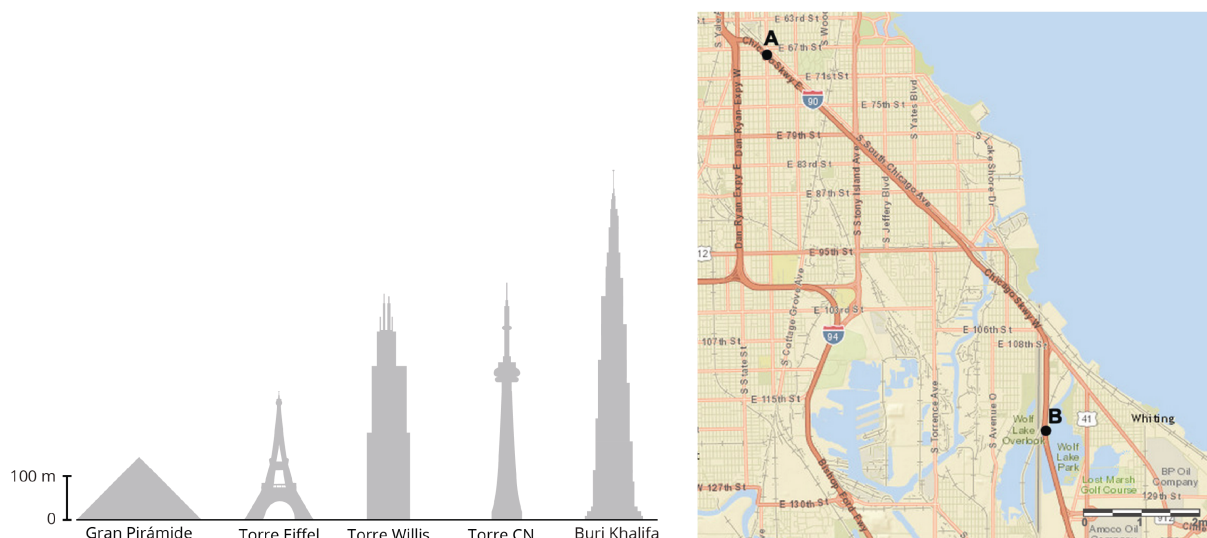 100 m
0
Gran Pirámide
Torre Eiffel
Torre Willis
Torre CN
Burj Khalifa
E 63rd St
A
E 67th St
Chicago Skwy E
E 71st St
90
E 75th St
S Yates Blvd
Dan Ryan Expy W
Dan Ryan Expy E
E 79th St
S South Chicago Ave
S Lake Shore Dr
E 83rd St
S Stony Island Ave
E 87th St
S Jeffery Blvd
12
E 95th St
S Cottage Grove Ave
Chicago Skwy W
E 103rd St
94
E 106th St
107th St
E 108th St
S State St
E 115th St
S Torrence Ave
S Avenue O
B
41
Whiting
Wolf
Lake
Overlook
Wolf
Lake
Park
Bishop Ford Fwy
Lost Marsh
Golf Course
BP Oil
Company
W 127th St
E 130th St
129th St
0
1
2mi
912
Amoco Oil